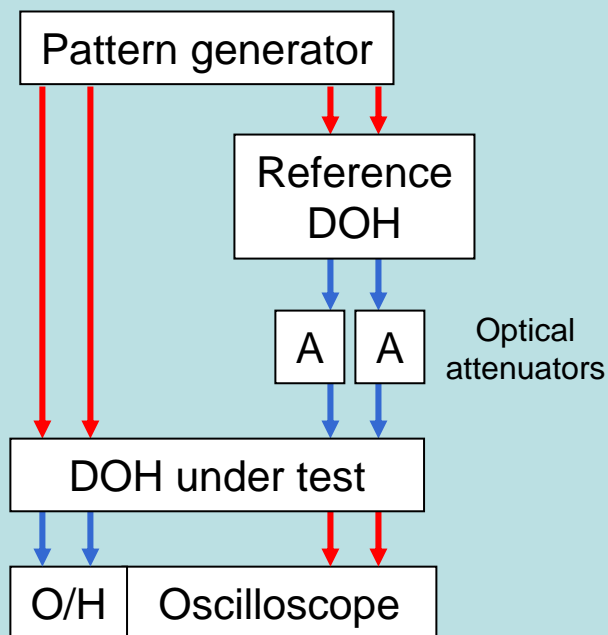 Pattern generator
Reference
DOH
A A
Optical
attenuators
DOH under test
O/H Oscilloscope